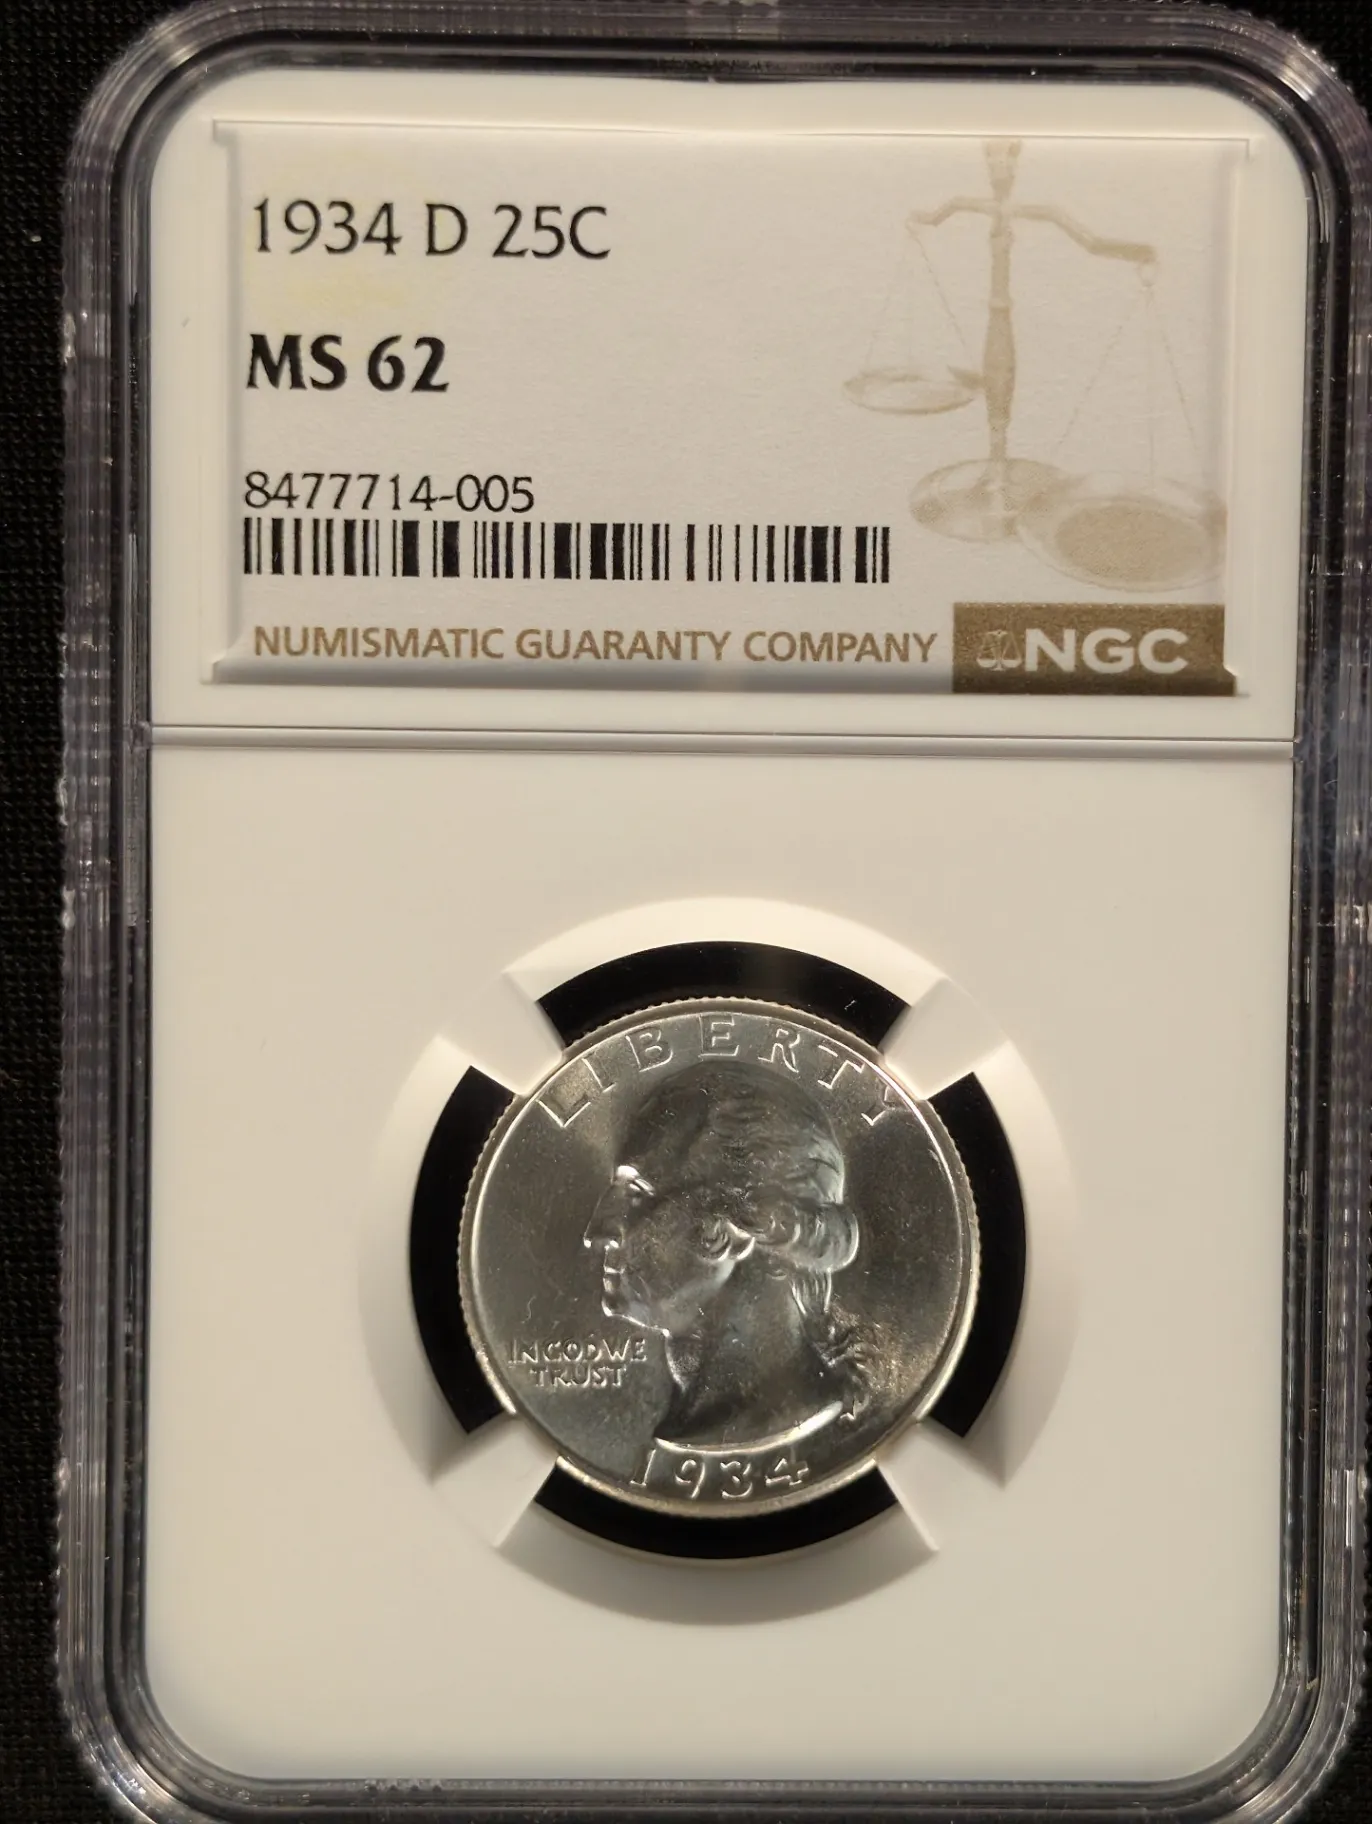 1934 D 25C
MS 62
8477714-005
NUMISMATIC GUARANTY COMPANY NGC
LIBERTY
IN GOD WE
TRUST
1934